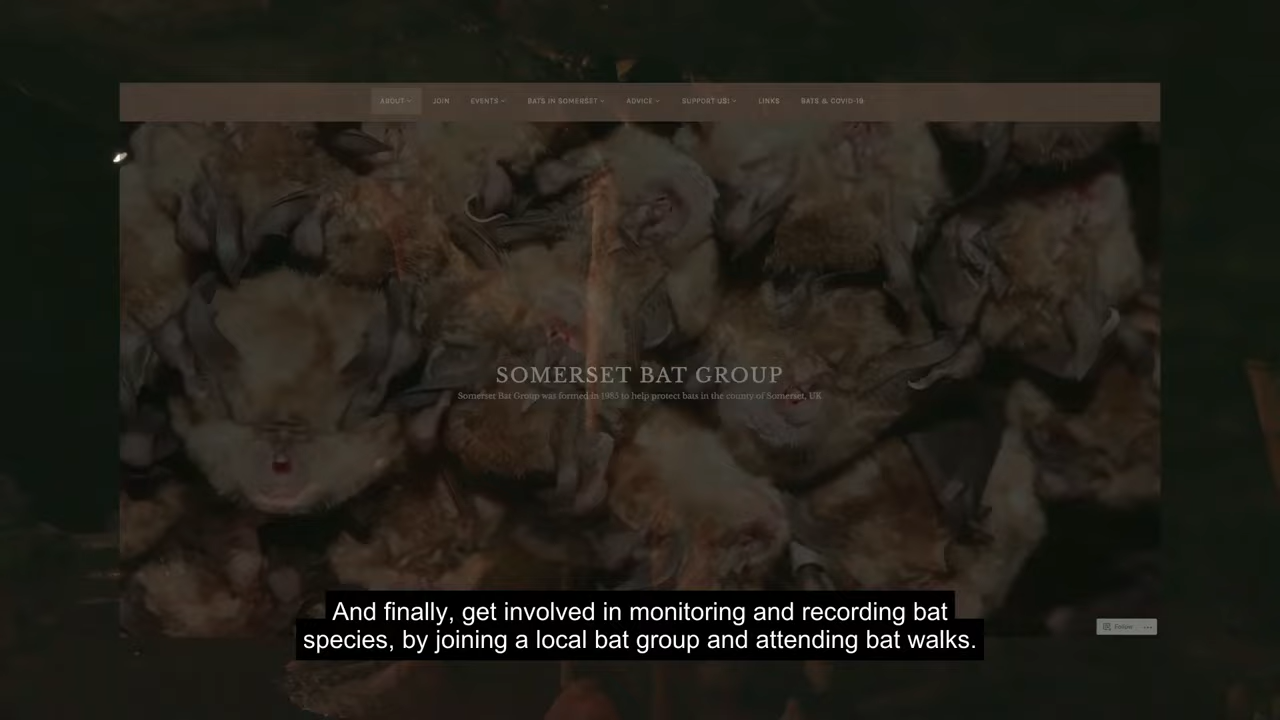 ABOUT
JOIN
EVENTS
BATS IN SOMERSET
ADVICE
SUPPORT US!
LINKS
BATS & COVID-19
SOMERSET BAT GROUP
Somerset Bat Group was formed in 1985 to help protect bats in the county of Somerset, UK
Follow
And finally, get involved in monitoring and recording bat
species, by joining a local bat group and attending bat walks.